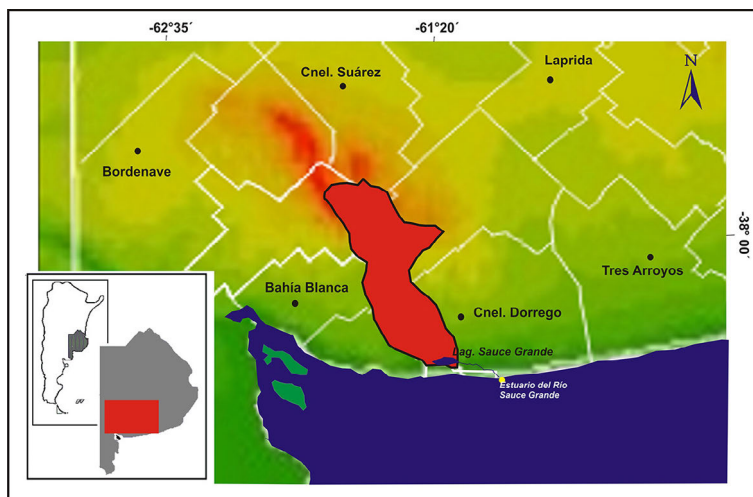 -62°35´
-61°20´
Cnel. Suárez
Laprida
N
Bordenave
-38°
00´
Tres Arroyos
Bahía Blanca
Cnel. Dorrego
Lag. Sauce Grande
Estuario del Río
Sauce Grande